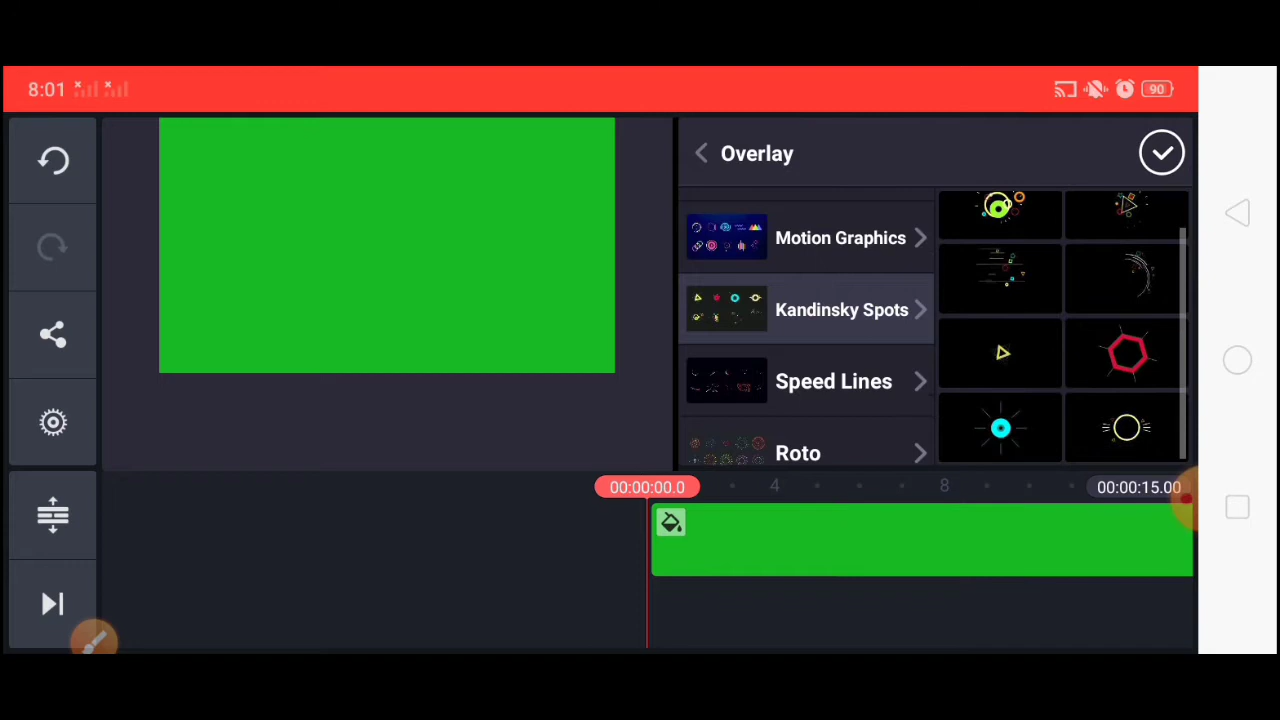 8:01
90
Overlay
Motion Graphics
Kandinsky Spots
Speed Lines
Roto
00:00:00.0
4
8
00:00:15.00